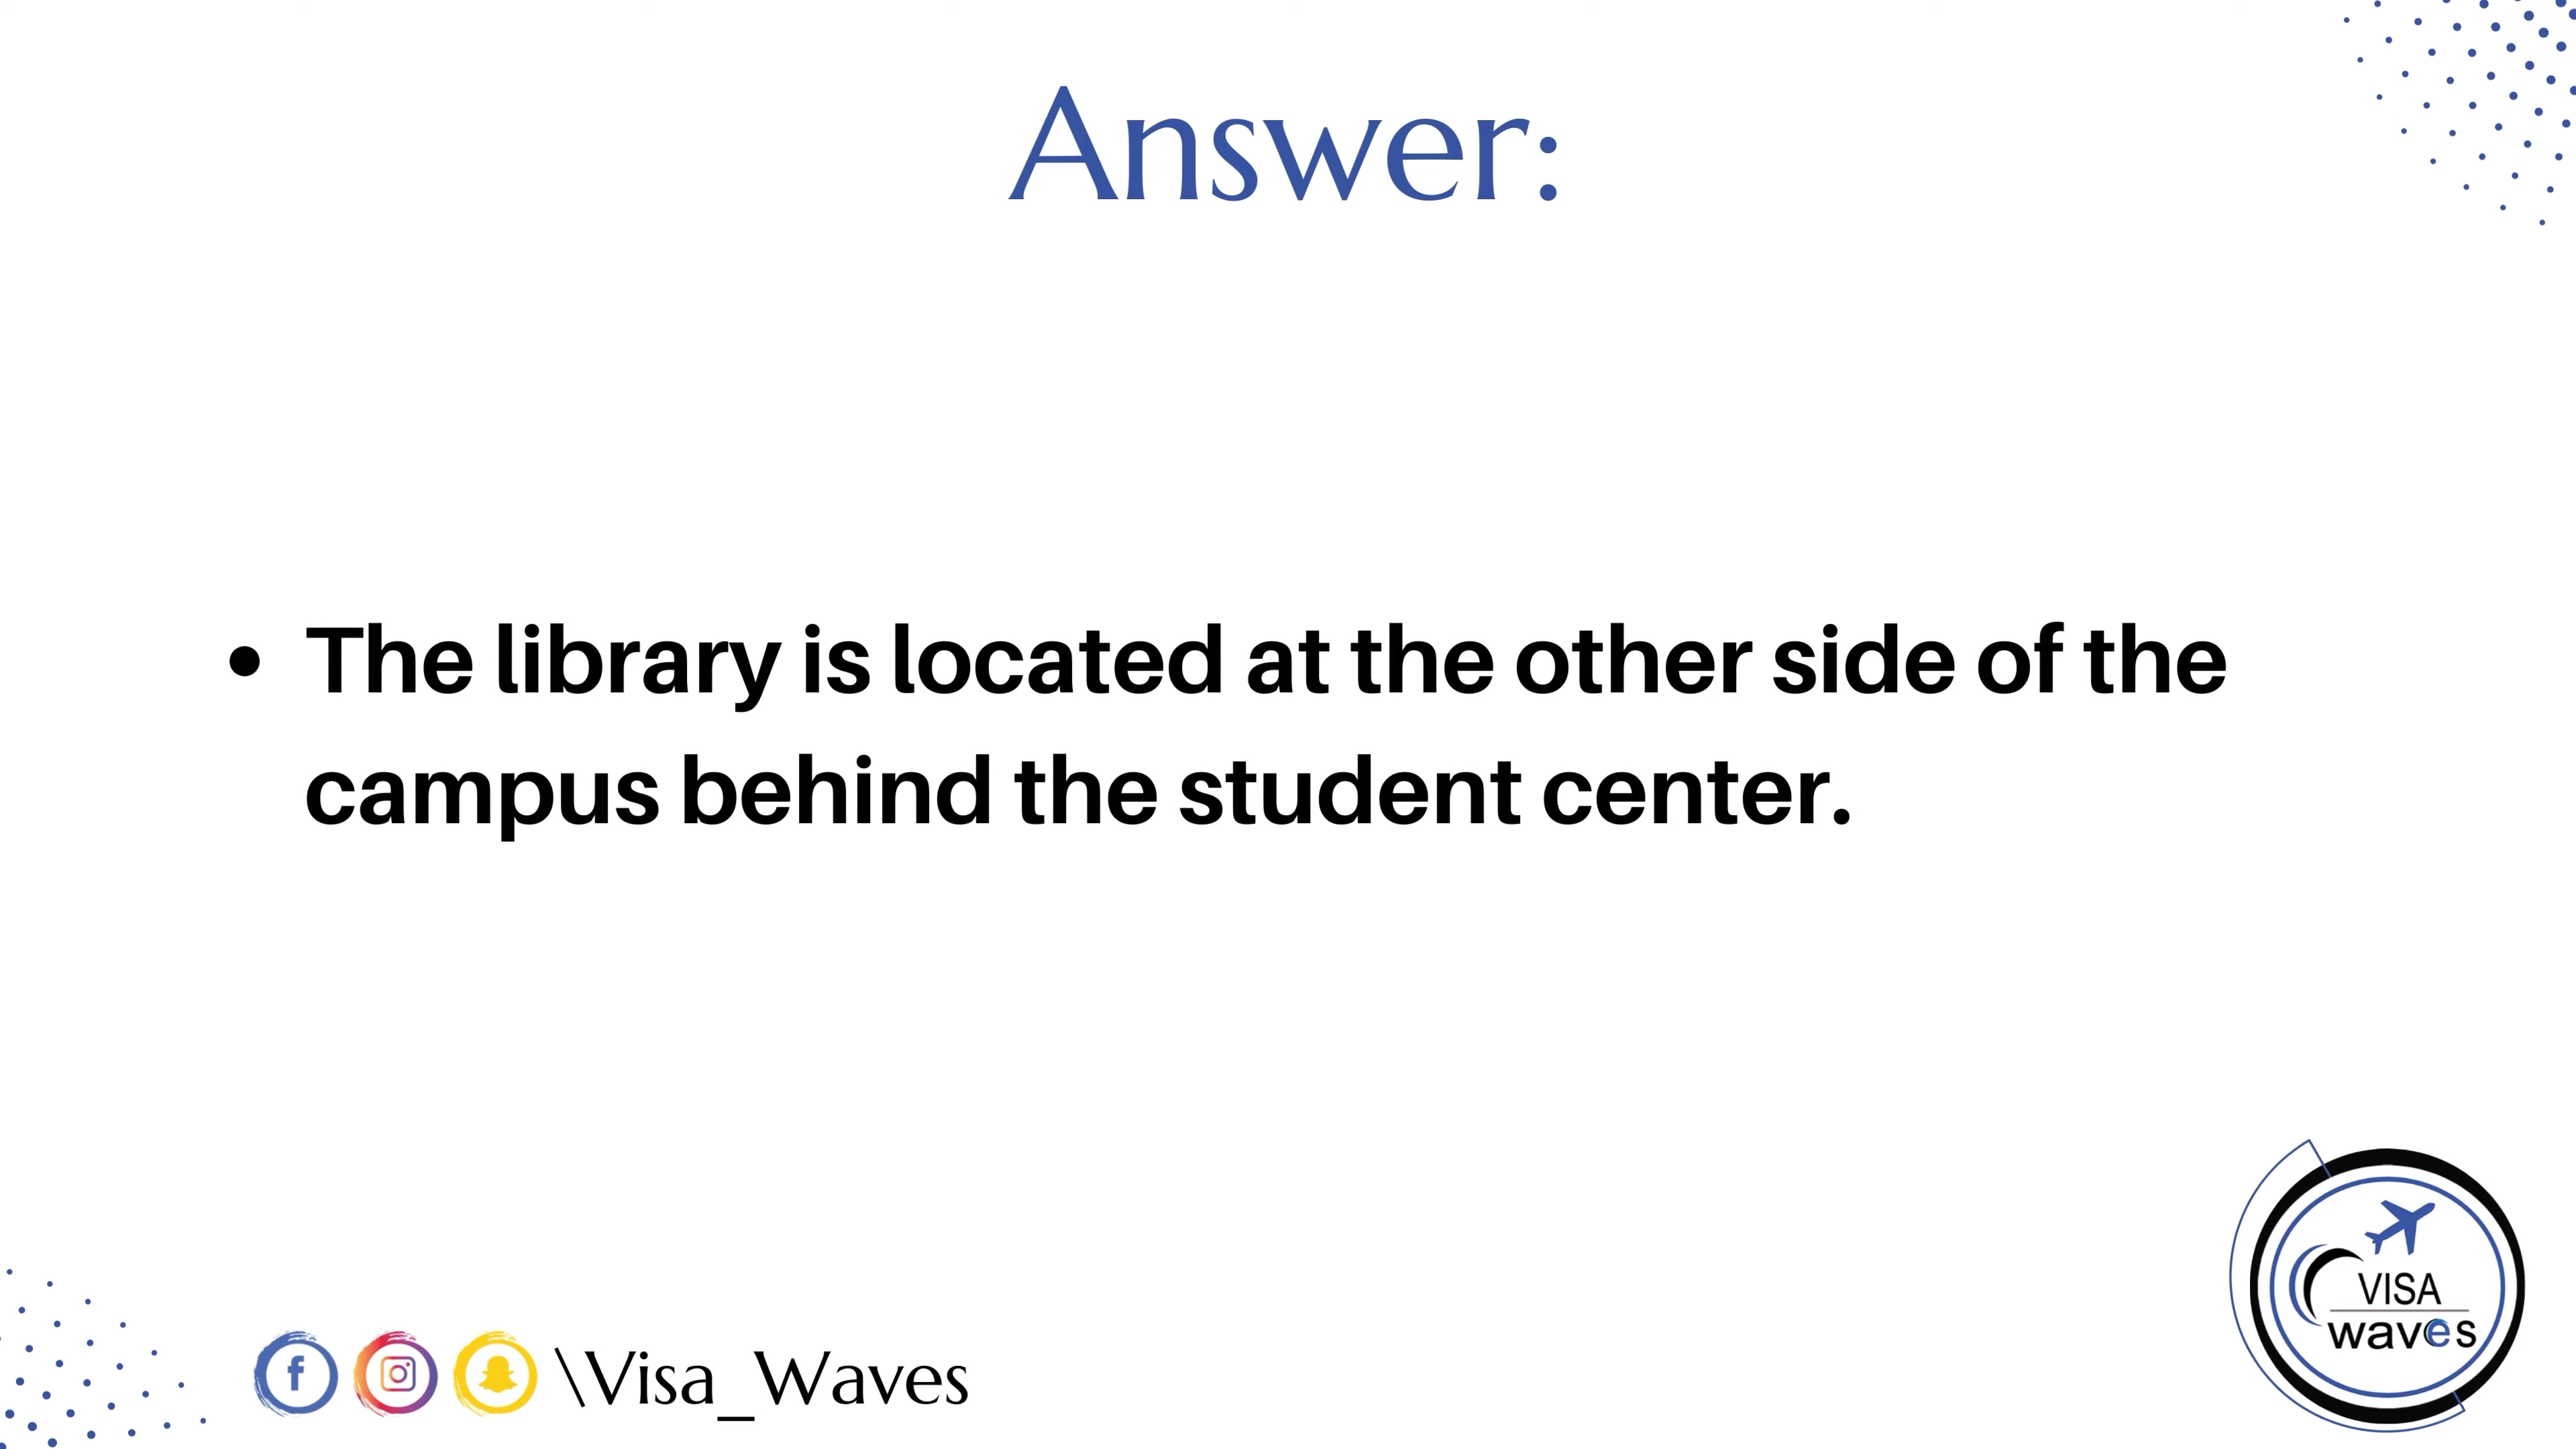 Answer:
• The library is located at the other side of the
campus behind the student center.
\Visa_Waves
VISA
waves